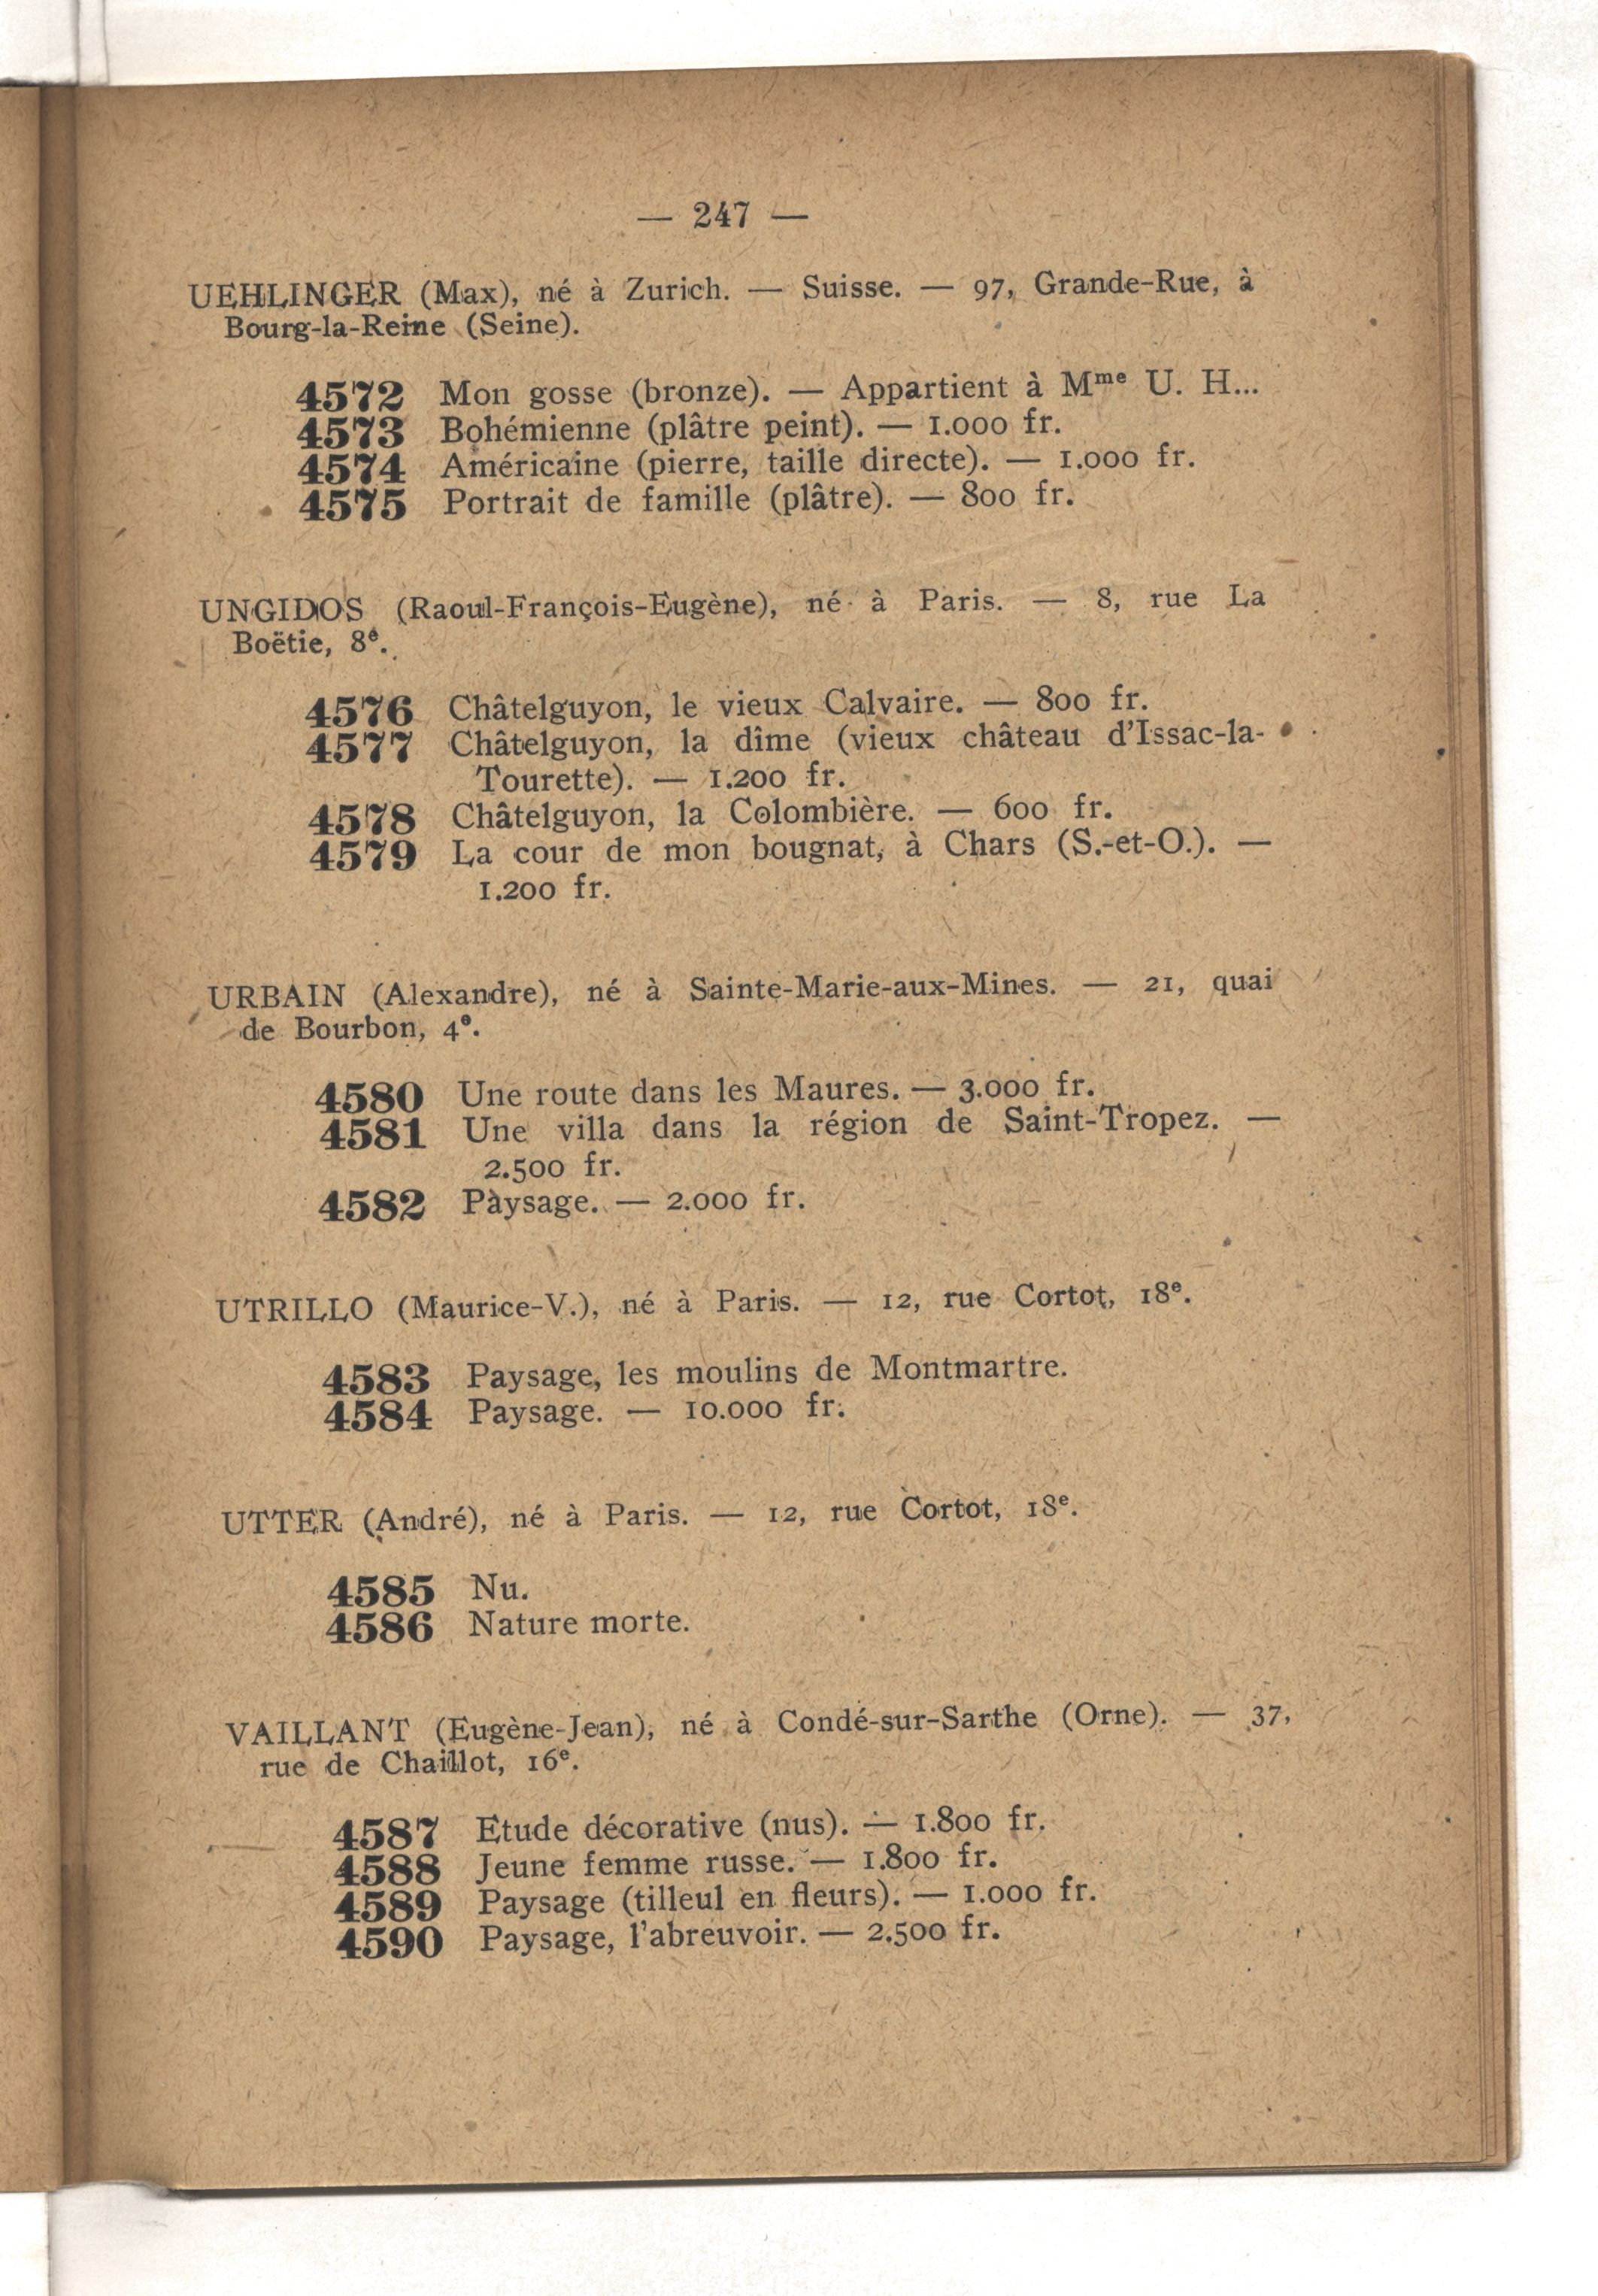 — 247 —
UEHLINGER (Max), né à Zurich. — Suisse. — 97, Grande-Rue, à
Bourg-la-Reine (Seine).
4572 Mon gosse (bronze). — Appartient à Mᵐᵉ U. H...
4573 Bohémienne (plâtre peint). — 1.000 fr.
4574 Américaine (pierre, taille directe). — 1.000 fr.
4575 Portrait de famille (plâtre). — 800 fr.
UNGIDOS (Raoul-François-Eugène), né à Paris. — 8, rue La
Boëtie, 8ᵉ.
4576 Châtelguyon, le vieux Calvaire. — 800 fr.
4577 Châtelguyon, la dîme (vieux château d'Issac-la-
Tourette). — 1.200 fr.
4578 Châtelguyon, la Colombière. — 600 fr.
4579 La cour de mon bougnat, à Chars (S.-et-O.). —
1.200 fr.
URBAIN (Alexandre), né à Sainte-Marie-aux-Mines. — 21, quai
de Bourbon, 4ᵉ.
4580 Une route dans les Maures. — 3.000 fr.
4581 Une villa dans la région de Saint-Tropez. —
2.500 fr.
4582 Paysage. — 2.000 fr.
UTRILLO (Maurice-V.), né à Paris. — 12, rue Cortot, 18ᵉ.
4583 Paysage, les moulins de Montmartre.
4584 Paysage. — 10.000 fr.
UTTER (André), né à Paris. — 12, rue Cortot, 18ᵉ.
4585 Nu.
4586 Nature morte.
VAILLANT (Eugène-Jean), né à Condé-sur-Sarthe (Orne). — 37,
rue de Chaillot, 16ᵉ.
4587 Etude décorative (nus). — 1.800 fr.
4588 Jeune femme russe. — 1.800 fr.
4589 Paysage (tilleul en fleurs). — 1.000 fr.
4590 Paysage, l'abreuvoir. — 2.500 fr.